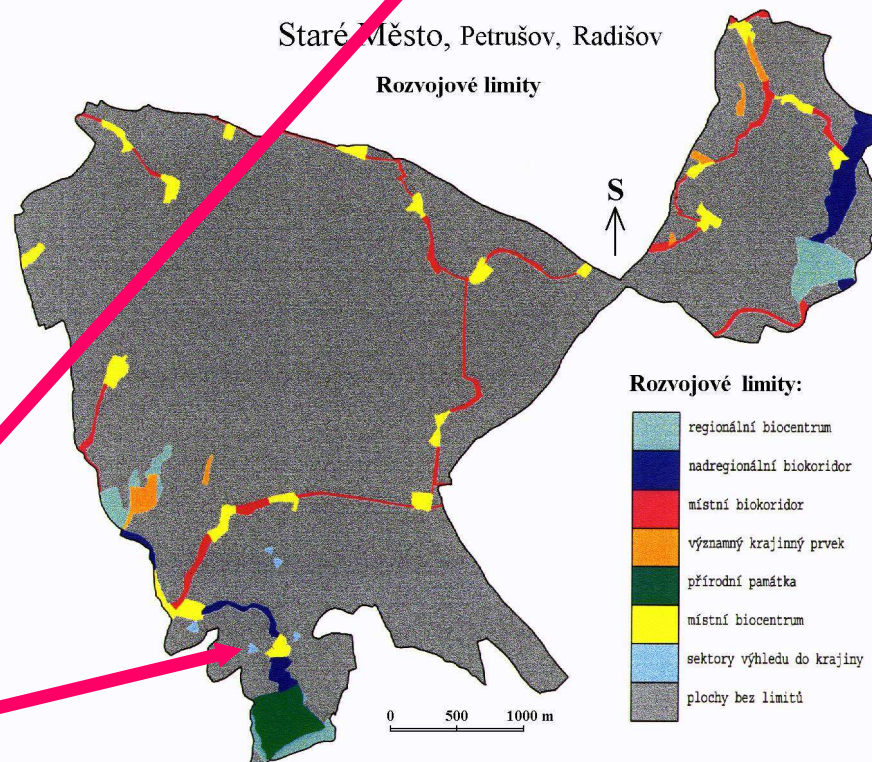 Staré Město, Petrušov, Radišov
Rozvojové limity
S
Rozvojové limity:
regionální biocentrum
nadregionální biokoridor
místní biokoridor
významný krajinný prvek
přírodní památka
místní biocentrum
sektory výhledu do krajiny
plochy bez limitů
0 500 1000 m